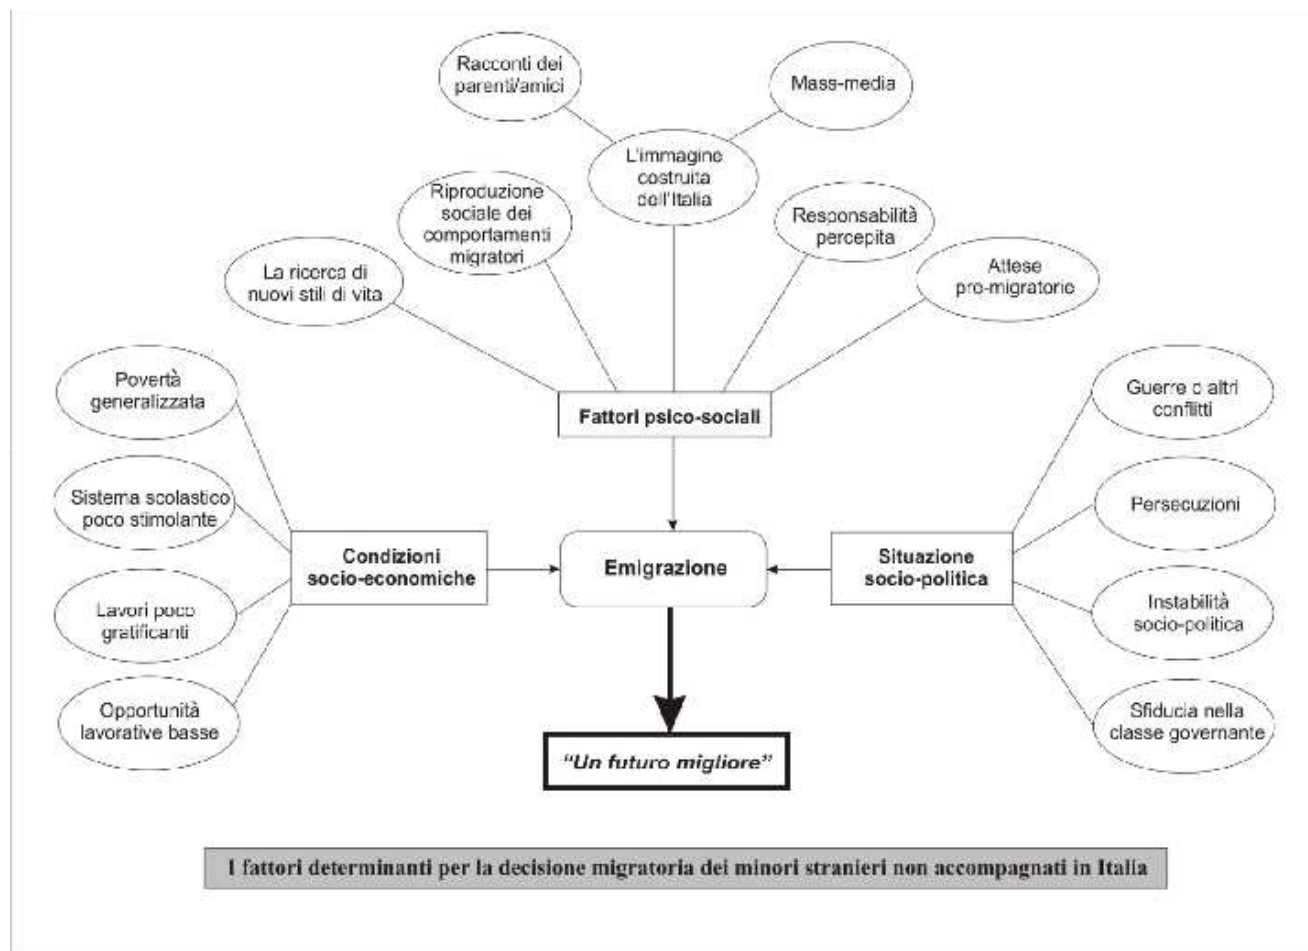 Racconti dei
parenti/amici
Mass-media
L'immagine
costruita
dell'Italia
Riproduzione
sociale dei
comportamenti
migratori
Responsabilità
percepita
La ricerca di
nuovi stili di vita
Attese
pro-migratorie
Povertà
generalizzata
Fattori psico-sociali
Guerre o altri
conflitti
Sistema scolastico
poco stimolante
Persecuzioni
Condizioni
socio-economiche
Emigrazione
Situazione
socio-politica
Lavori poco
gratificanti
Instabilità
socio-politica
Opportunità
lavorative basse
Sfiducia nella
classe governante
"Un futuro migliore"
I fattori determinanti per la decisione migratoria dei minori stranieri non accompagnati in Italia